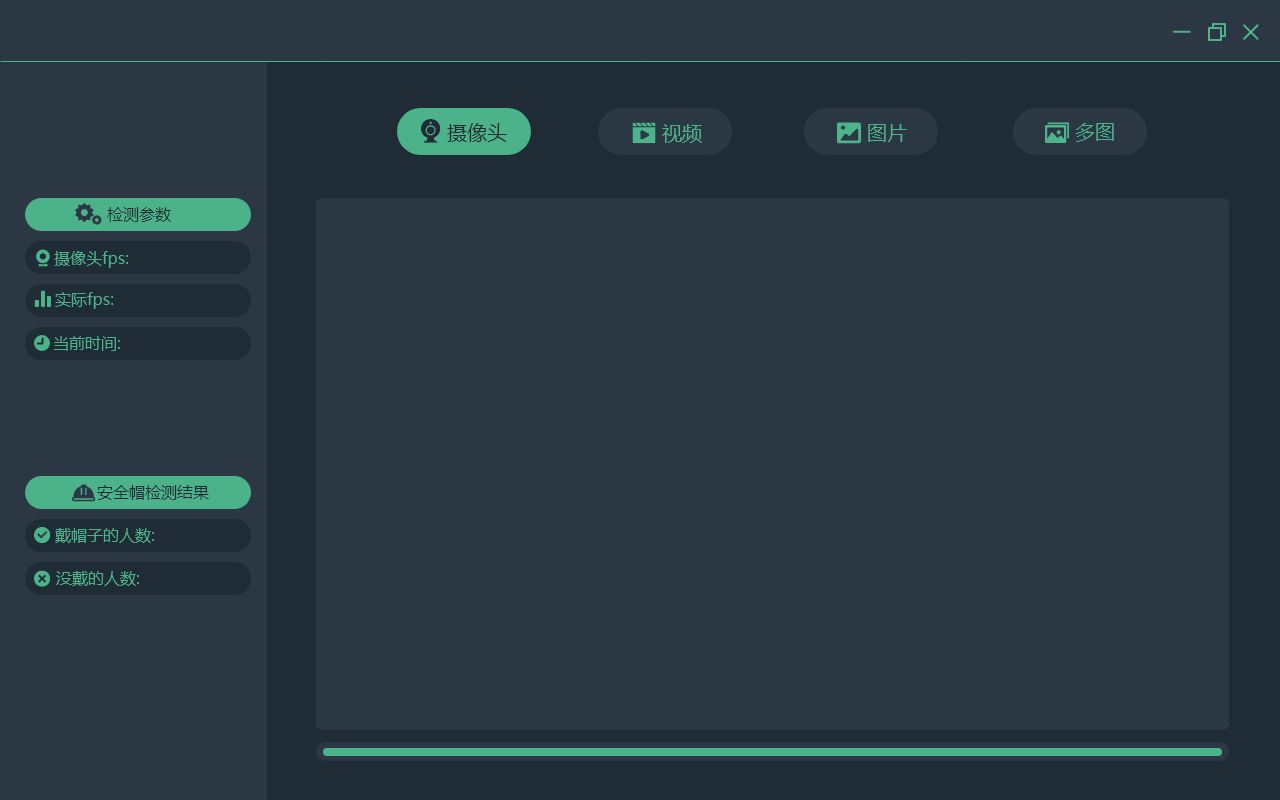 摄像头
视频
图片
多图
检测参数
摄像头fps:
实际fps:
当前时间:
安全帽检测结果
戴帽子的人数:
没戴的人数: